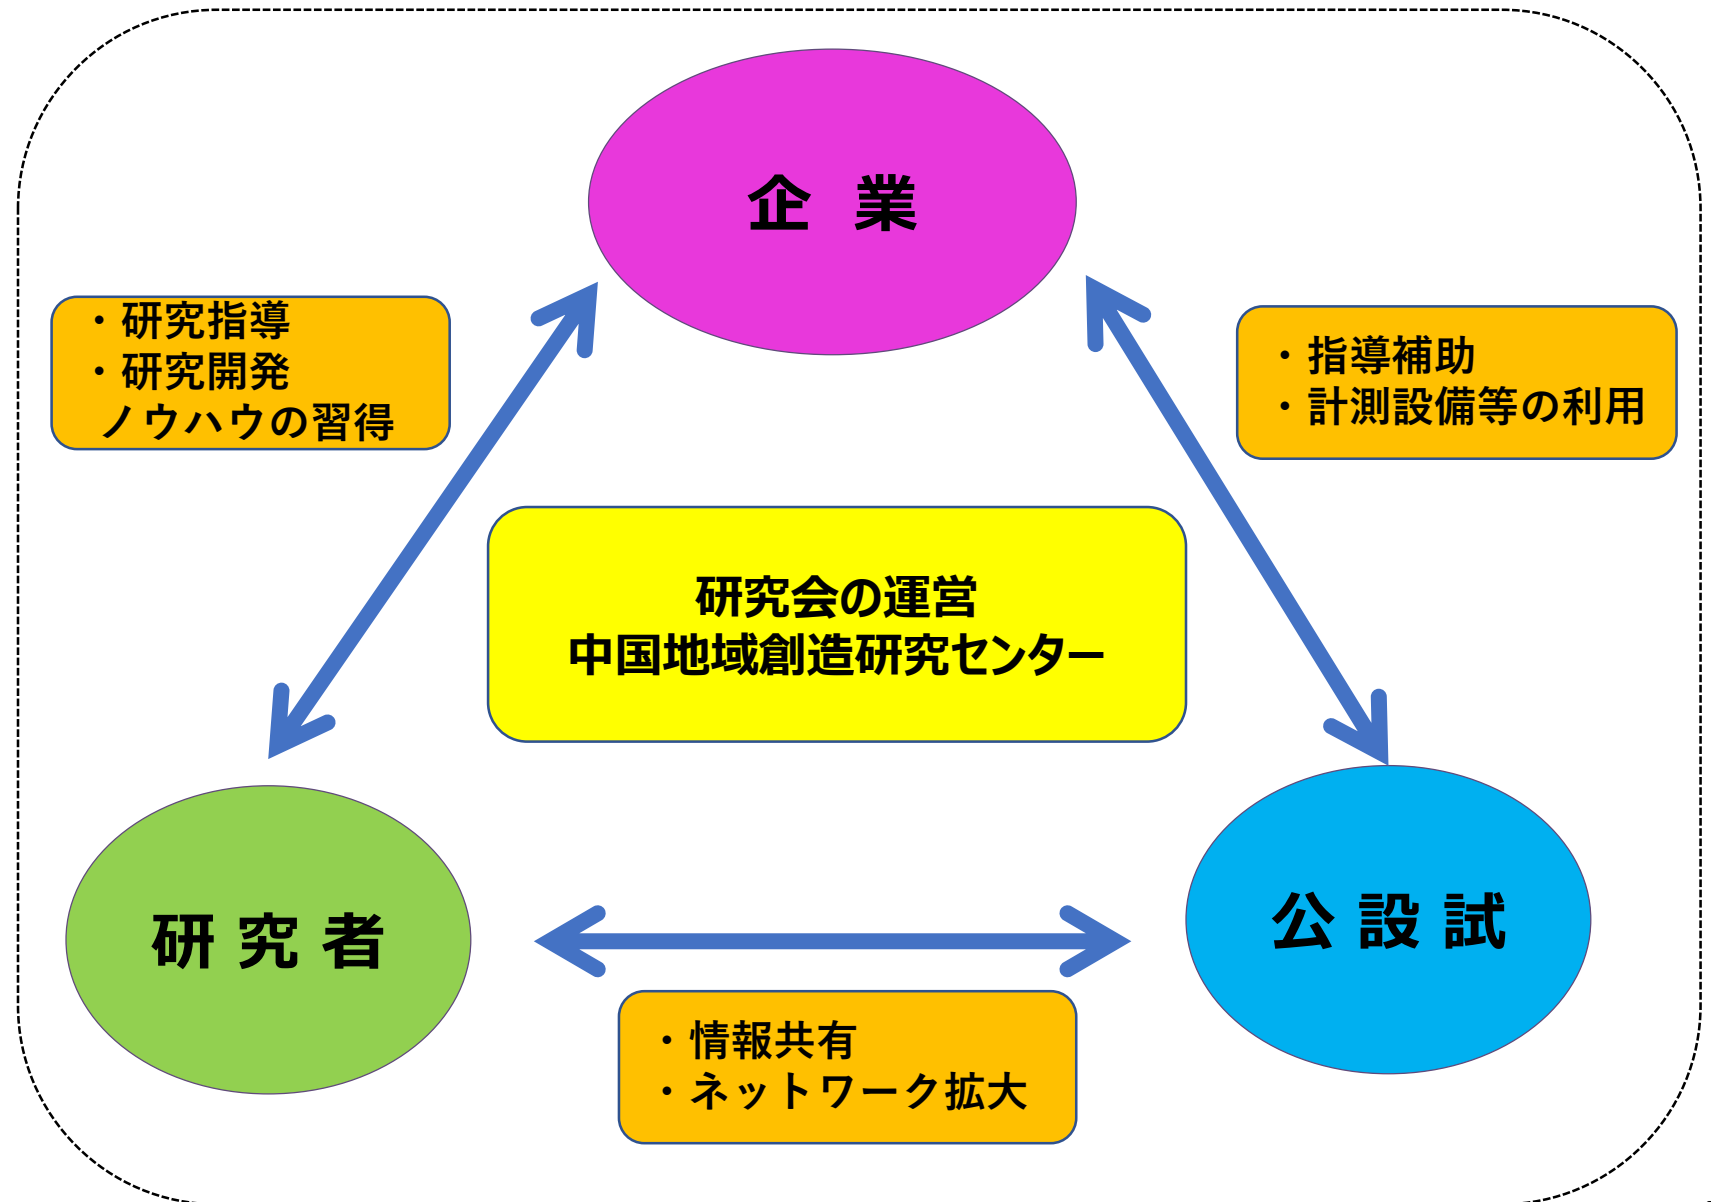 企 業
・研究指導
・研究開発
ノウハウの習得
・指導補助
・計測設備等の利用
研究会の運営
中国地域創造研究センター
研 究 者
公 設 試
・情報共有
・ネットワーク拡大